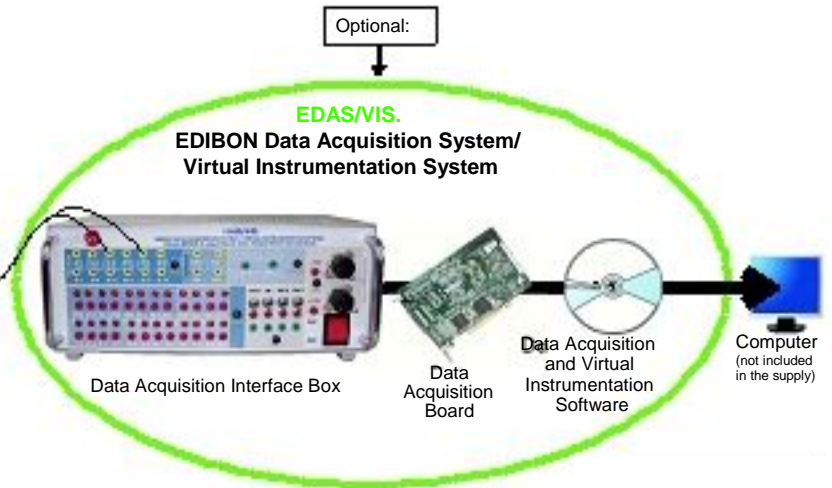 Optional:
EDAS/VIS.
EDIBON Data Acquisition System/
Virtual Instrumentation System
Data Acquisition Interface Box
Data
Acquisition
Board
Data Acquisition
and Virtual
Instrumentation
Software
Computer
(not included
in the supply)